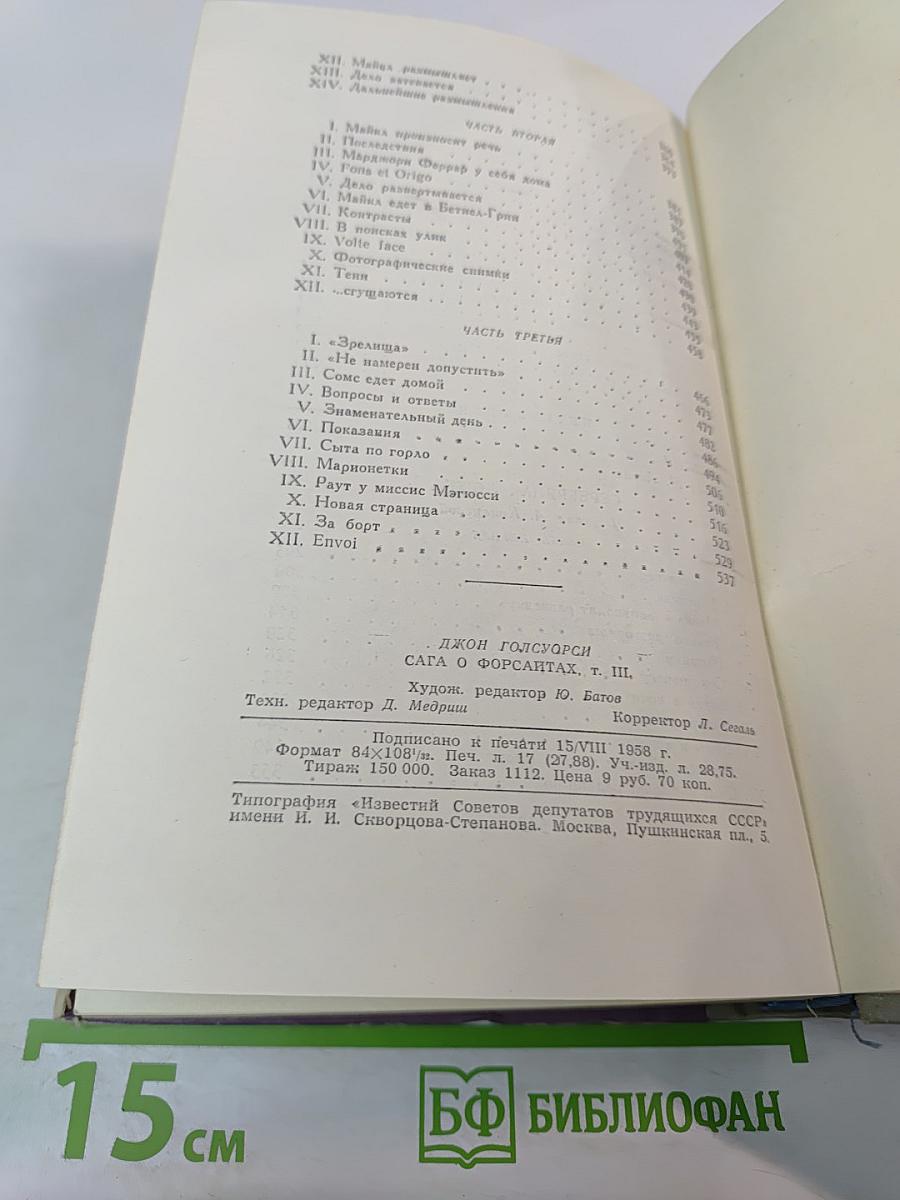 XII. Майкл размышляет
XIII. Дело затевается
XIV. Дальнейшие размышления
ЧАСТЬ ВТОРАЯ
I. Майкл произносит речь
II. Последствия
III. Марджори Феррар у себя дома
IV. Fons et Origo
V. Дело развертывается
VI. Майкл едет в Бетнел-Грин
VII. Контрасты
VIII. В поисках улик
IX. Volte face
X. Фотографические снимки
XI. Тени
XII. ...сгущаются 458
ЧАСТЬ ТРЕТЬЯ
I. «Зрелища» 466
II. «Не намерен допустить» 473
III. Сомс едет домой 477
IV. Вопросы и ответы 482
V. Знаменательный день 486
VI. Показания 494
VII. Сыта по горло 505
VIII. Марионетки 510
IX. Раут у миссис Мэгюсси 516
X. Новая страница 523
XI. За борт 529
XII. Envoi 537
ДЖОН ГОЛСУОРСИ
САГА О ФОРСАЙТАХ, т. III.
Худож. редактор Ю. Батов
Техн. редактор Д. Медриш Корректор Л. Сегаль
Подписано к печати 15/VIII 1958 г.
Формат 84×108¹/₃₂. Печ. л. 17 (27,88). Уч.-изд. л. 28,75.
Тираж 150 000. Заказ 1112. Цена 9 руб. 70 коп.
Типография «Известий Советов депутатов трудящихся СССР»
имени И. И. Скворцова-Степанова. Москва, Пушкинская пл., 5.
15 см
БФ БИБЛИОФАН